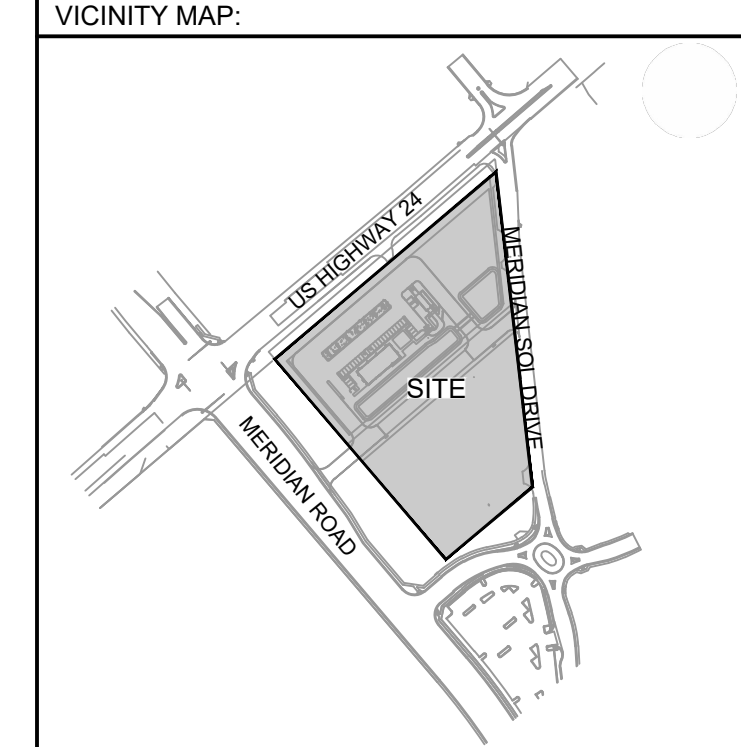 VICINITY MAP:
US HIGHWAY 24
MERIDIAN SOL DRIVE
SITE
MERIDIAN ROAD